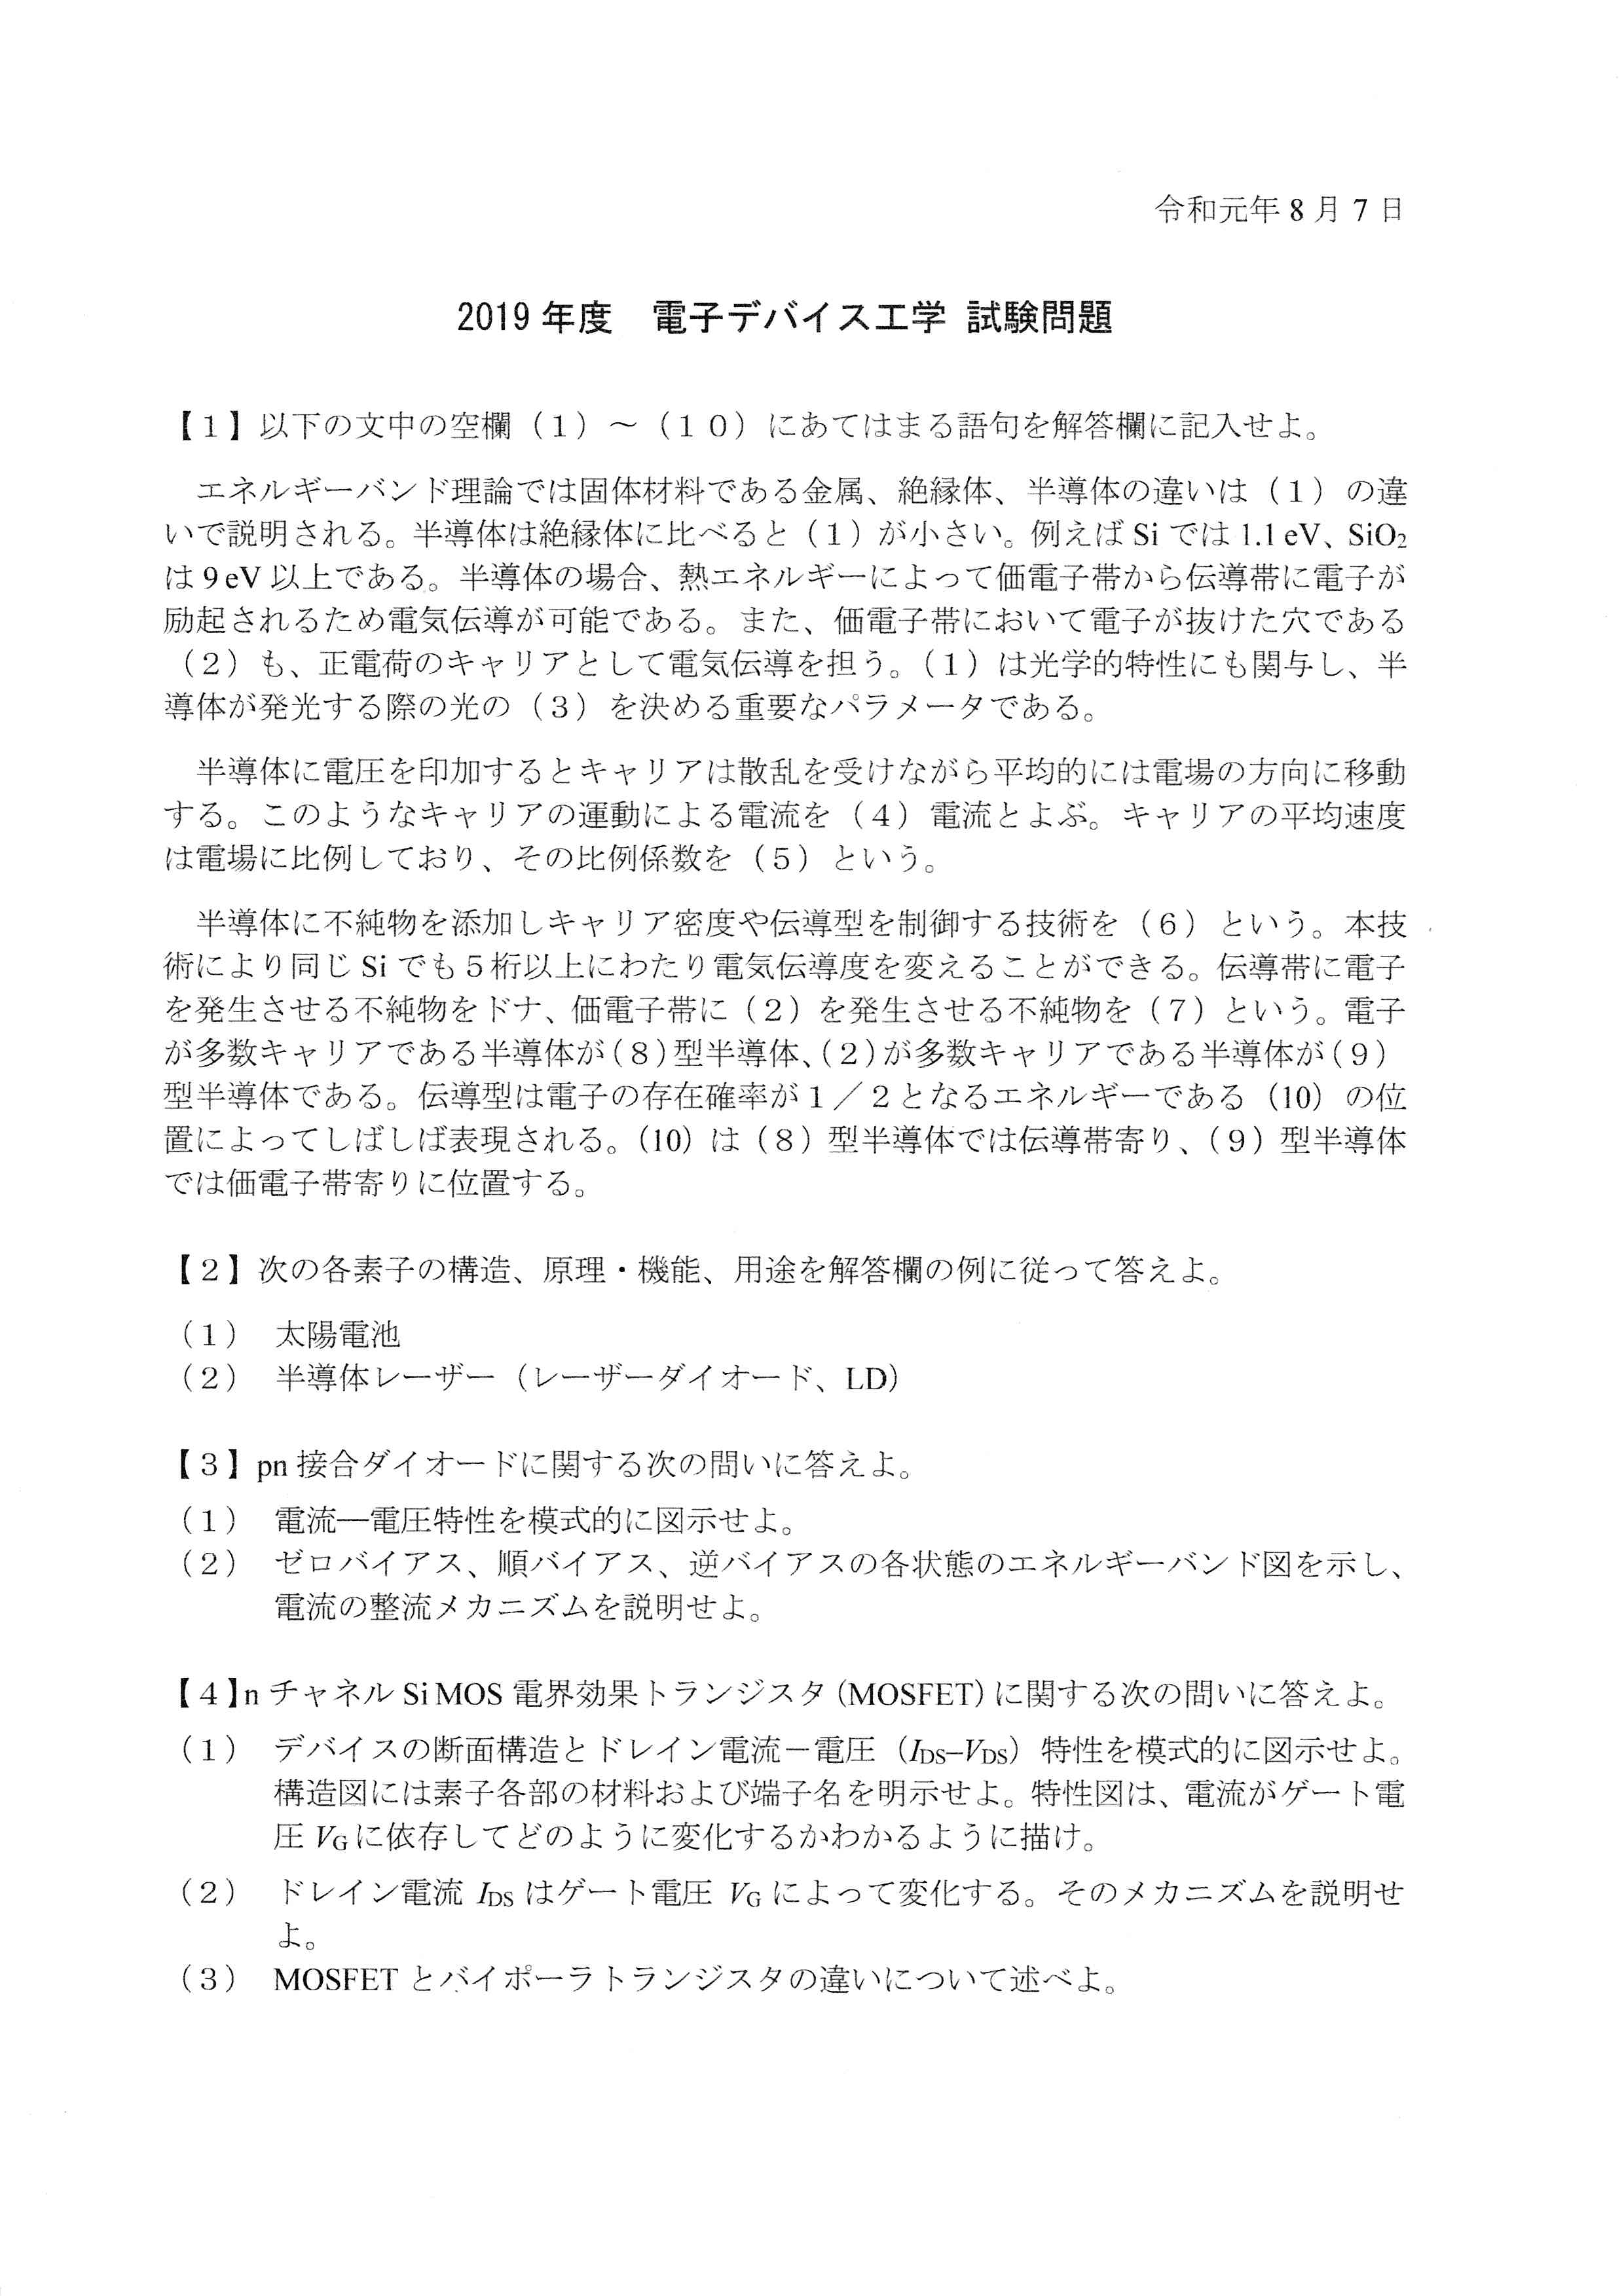 令和元年 8 月 7 日
2019 年度　電子デバイス工学 試験問題
【１】以下の文中の空欄（１）～（１０）にあてはまる語句を解答欄に記入せよ。
エネルギーバンド理論では固体材料である金属、絶縁体、半導体の違いは（１）の違
いで説明される。半導体は絶縁体に比べると（１）が小さい。例えば Si では 1.1 eV、SiO₂
は 9 eV 以上である。半導体の場合、熱エネルギーによって価電子帯から伝導帯に電子が
励起されるため電気伝導が可能である。また、価電子帯において電子が抜けた穴である
（２）も、正電荷のキャリアとして電気伝導を担う。（１）は光学的特性にも関与し、半
導体が発光する際の光の（３）を決める重要なパラメータである。
半導体に電圧を印加するとキャリアは散乱を受けながら平均的には電場の方向に移動
する。このようなキャリアの運動による電流を（４）電流とよぶ。キャリアの平均速度
は電場に比例しており、その比例係数を（５）という。
半導体に不純物を添加しキャリア密度や伝導型を制御する技術を（６）という。本技
術により同じ Si でも５桁以上にわたり電気伝導度を変えることができる。伝導帯に電子
を発生させる不純物をドナ、価電子帯に（２）を発生させる不純物を（７）という。電子
が多数キャリアである半導体が（８）型半導体、（２）が多数キャリアである半導体が（９）
型半導体である。伝導型は電子の存在確率が１／２となるエネルギーである（10）の位
置によってしばしば表現される。（10）は（８）型半導体では伝導帯寄り、（９）型半導体
では価電子帯寄りに位置する。
【２】次の各素子の構造、原理・機能、用途を解答欄の例に従って答えよ。
（１）　太陽電池
（２）　半導体レーザー（レーザーダイオード、LD）
【３】pn 接合ダイオードに関する次の問いに答えよ。
（１）　電流―電圧特性を模式的に図示せよ。
（２）　ゼロバイアス、順バイアス、逆バイアスの各状態のエネルギーバンド図を示し、
電流の整流メカニズムを説明せよ。
【４】n チャネル Si MOS 電界効果トランジスタ（MOSFET）に関する次の問いに答えよ。
（１）　デバイスの断面構造とドレイン電流－電圧（IDS–VDS）特性を模式的に図示せよ。
構造図には素子各部の材料および端子名を明示せよ。特性図は、電流がゲート電
圧 VG に依存してどのように変化するかわかるように描け。
（２）　ドレイン電流 IDS はゲート電圧 VG によって変化する。そのメカニズムを説明せ
よ。
（３）　MOSFET とバイポーラトランジスタの違いについて述べよ。